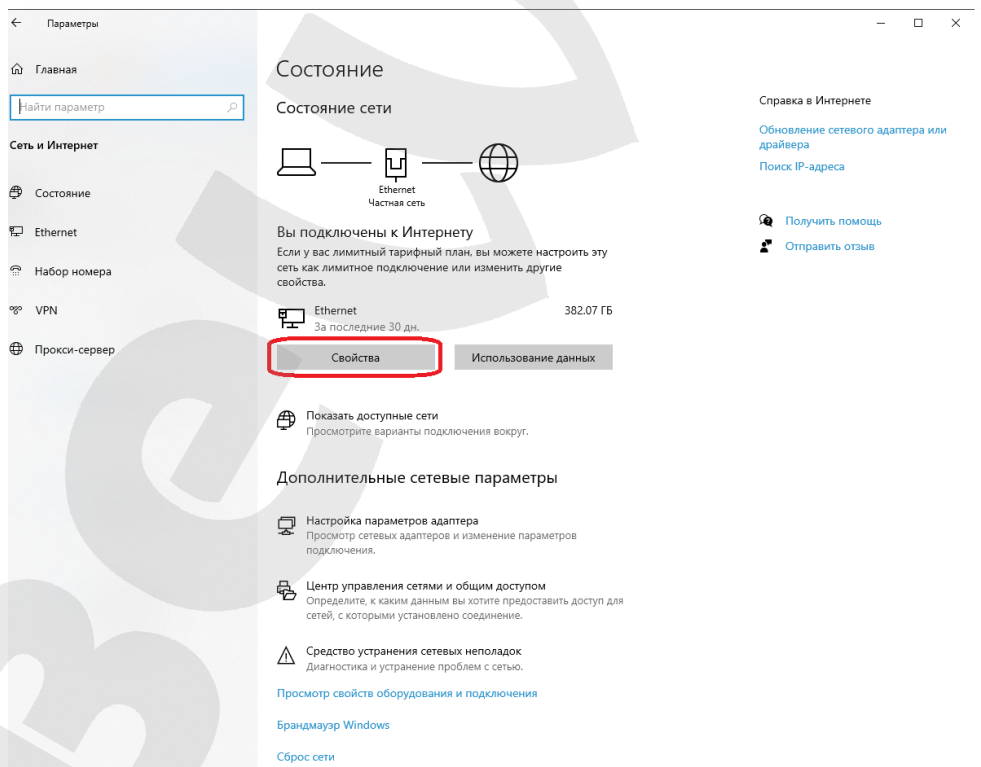 Параметры
Главная
Найти параметр
Сеть и Интернет
Состояние
Ethernet
Набор номера
VPN
Прокси-сервер
Состояние
Состояние сети
Ethernet
Частная сеть
Вы подключены к Интернету
Если у вас лимитный тарифный план, вы можете настроить эту
сеть как лимитное подключение или изменить другие
свойства.
Ethernet 382.07 ГБ
За последние 30 дн.
Свойства Использование данных
Показать доступные сети
Просмотрите варианты подключения вокруг.
Дополнительные сетевые параметры
Настройка параметров адаптера
Просмотр сетевых адаптеров и изменение параметров
подключения.
Центр управления сетями и общим доступом
Определите, к каким данным вы хотите предоставить доступ для
сетей, с которыми установлено соединение.
Средство устранения сетевых неполадок
Диагностика и устранение проблем с сетью.
Просмотр свойств оборудования и подключения
Брандмауэр Windows
Сброс сети
Справка в Интернете
Обновление сетевого адаптера или
драйвера
Поиск IP-адреса
Получить помощь
Отправить отзыв